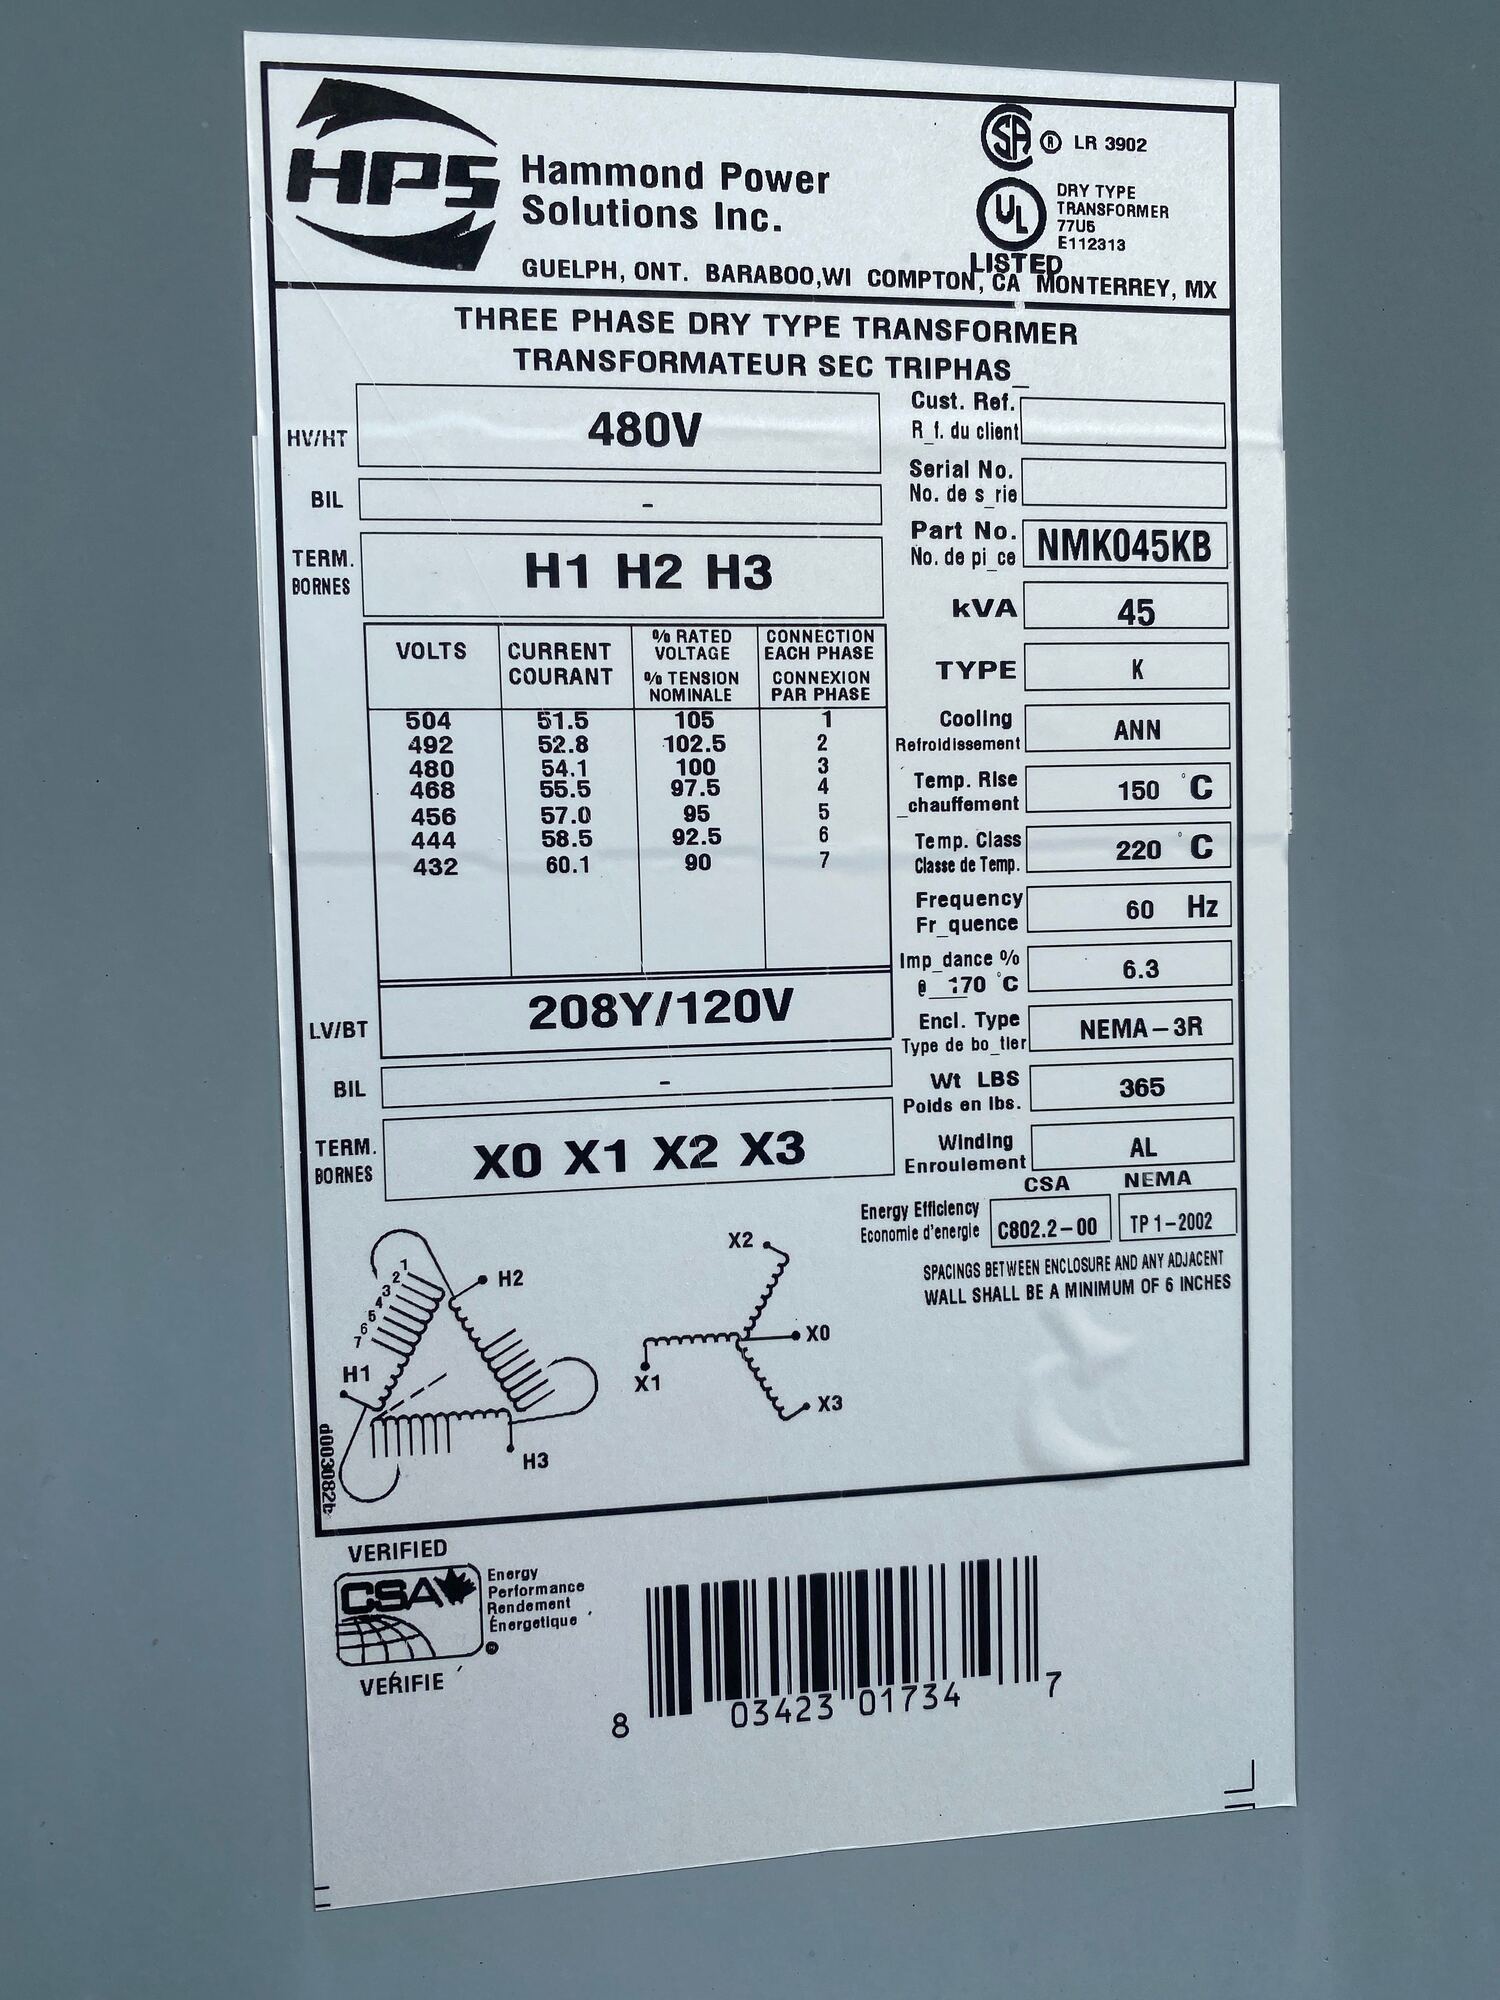 HPS
Hammond Power
Solutions Inc.
SA ® LR 3902
UL
LISTED
DRY TYPE
TRANSFORMER
77U6
E112313
GUELPH, ONT. BARABOO,WI COMPTON, CA MONTERREY, MX
THREE PHASE DRY TYPE TRANSFORMER
TRANSFORMATEUR SEC TRIPHAS_
HV/HT 480V
BIL -
TERM.
BORNES
H1 H2 H3
VOLTS
CURRENT
COURANT
% RATED
VOLTAGE
% TENSION
NOMINALE
CONNECTION
EACH PHASE
CONNEXION
PAR PHASE
504 51.5 105 1
492 52.8 102.5 2
480 54.1 100 3
468 55.5 97.5 4
456 57.0 95 5
444 58.5 92.5 6
432 60.1 90 7
LV/BT 208Y/120V
BIL -
TERM.
BORNES
X0 X1 X2 X3
Cust. Ref.
R_f. du client
Serial No.
No. de s_rie
Part No.
No. de pi_ce
NMK045KB
kVA 45
TYPE K
Cooling
Refroidissement
ANN
Temp. Rise
_chauffement
150 °C
Temp. Class
Classe de Temp.
220 °C
Frequency
Fr_quence
60 Hz
Imp_dance %
@ 170 °C
6.3
Encl. Type
Type de bo_tier
NEMA-3R
Wt LBS
Poids en lbs.
365
Winding
Enroulement
AL
CSA NEMA
Energy Efficiency
Economie d'energie
C802.2-00 TP 1-2002
SPACINGS BETWEEN ENCLOSURE AND ANY ADJACENT
WALL SHALL BE A MINIMUM OF 6 INCHES
1
2
3
4
5
6
7
H1
H2
H3
X2
X0
X1
X3
d003082b
VERIFIED
CSA
Energy
Performance
Rendement
Énergetique
VERIFIE
8 03423 01734 7